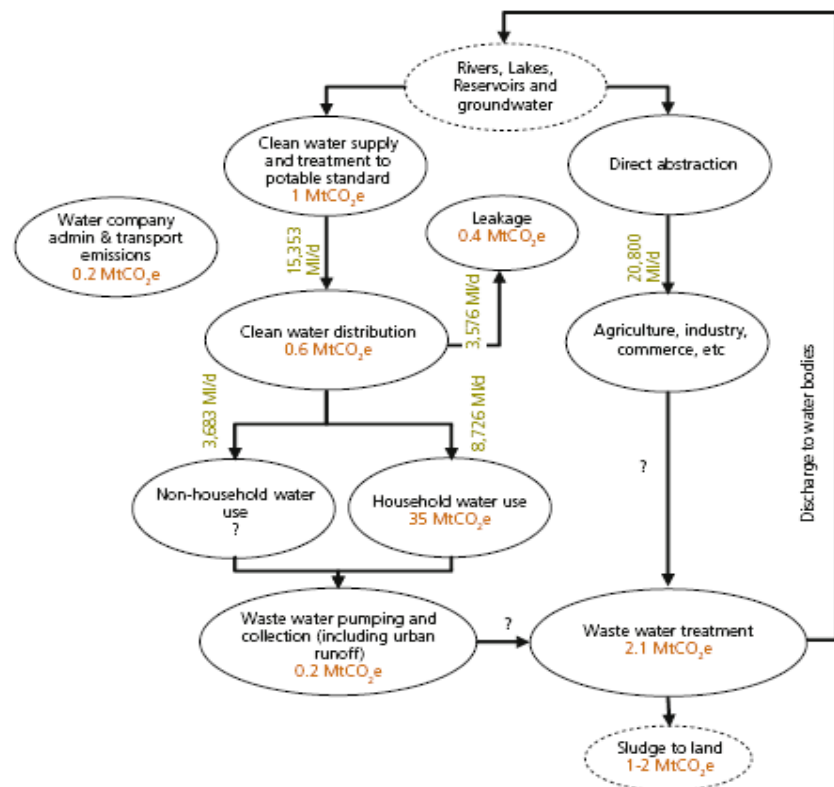 Rivers, Lakes,
Reservoirs and
groundwater
Clean water supply
and treatment to
potable standard
1 MtCO₂e
Direct abstraction
Water company
admin & transport
emissions
0.2 MtCO₂e
Leakage
0.4 MtCO₂e
15,353
Ml/d
20,800
Ml/d
3,576 Ml/d
Clean water distribution
0.6 MtCO₂e
Agriculture, industry,
commerce, etc
3,683 Ml/d
8,726 Ml/d
Discharge to water bodies
?
Non-household water
use
?
Household water use
35 MtCO₂e
Waste water pumping and
collection (including urban
runoff)
0.2 MtCO₂e
?
Waste water treatment
2.1 MtCO₂e
Sludge to land
1-2 MtCO₂e